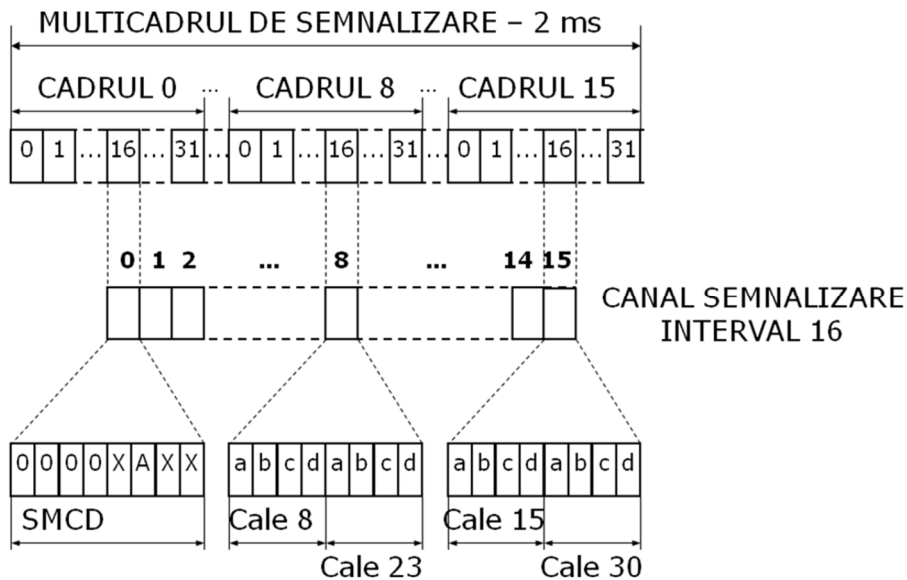 MULTICADRUL DE SEMNALIZARE – 2 ms
CADRUL 0 ... CADRUL 8 ... CADRUL 15
0 1 ... 16 ... 31 ... 0 1 ... 16 ... 31 ... 0 1 ... 16 ... 31
0 1 2 ... 8 ... 14 15
CANAL SEMNALIZARE
INTERVAL 16
0 0 0 0 X A X X a b c d a b c d a b c d a b c d
SMCD Cale 8 Cale 15
Cale 23 Cale 30